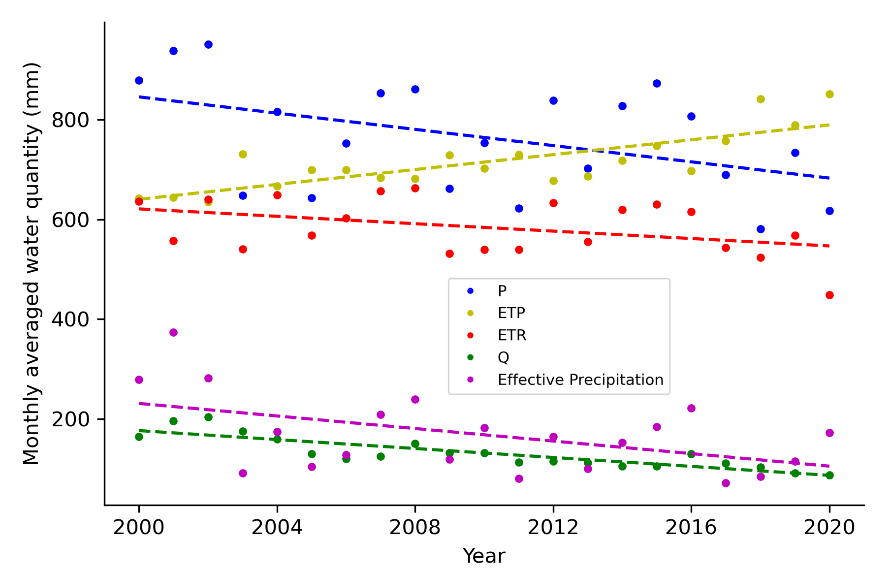 Monthly averaged water quantity (mm)
800
600
400
200
P
ETP
ETR
Q
Effective Precipitation
2000 2004 2008 2012 2016 2020
Year